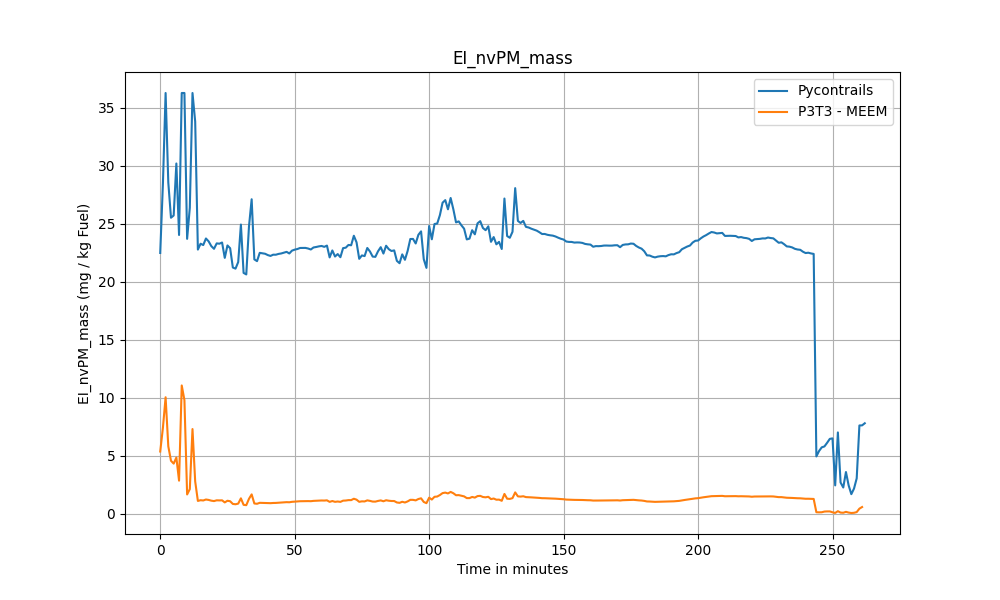 EI_nvPM_mass
Pycontrails
P3T3 - MEEM
EI_nvPM_mass (mg / kg Fuel)
35
30
25
20
15
10
5
0
0 50 100 150 200 250
Time in minutes